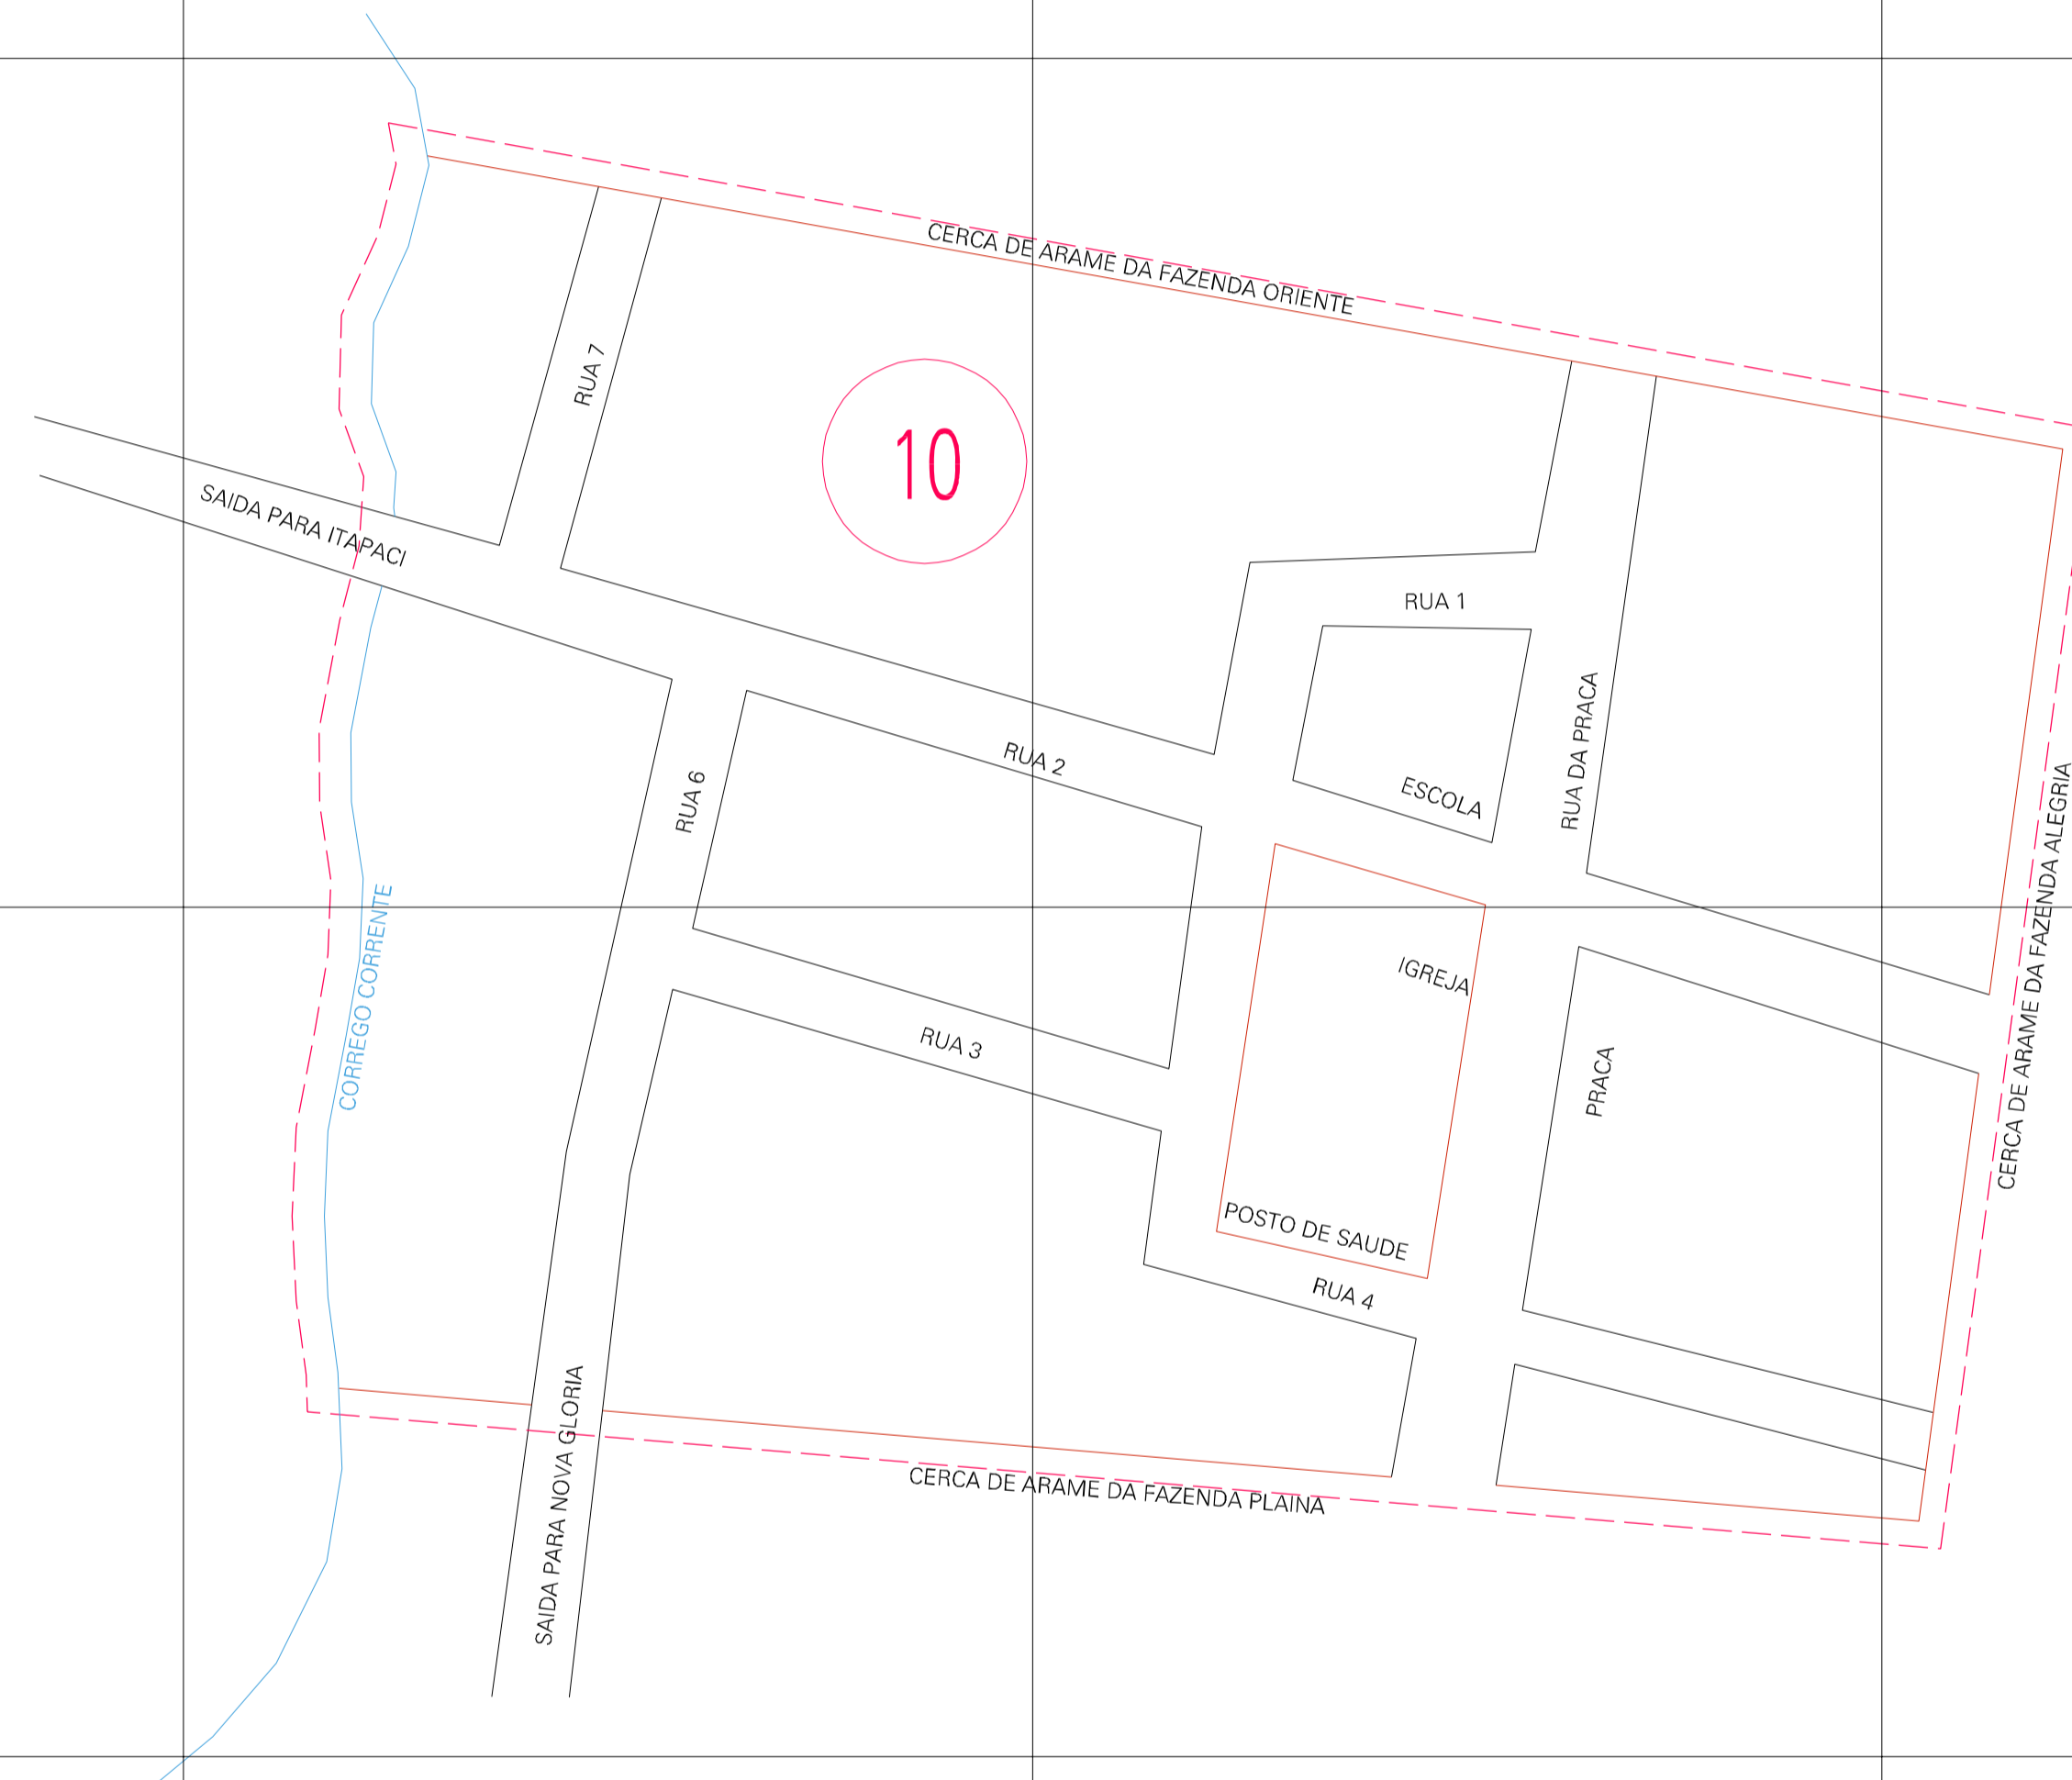 CERCA DE ARAME DA FAZENDA ORIENTE
RUA 7
10
SAIDA PARA ITAPACI
RUA 1
RUA DA PRACA
RUA 2
RUA 6
ESCOLA
CERCA DE ARAME DA FAZENDA ALEGRIA
CORREGO CORRENTE
IGREJA
RUA 3
PRACA
POSTO DE SAUDE
RUA 4
SAIDA PARA NOVA GLORIA
CERCA DE ARAME DA FAZENDA PLAINA